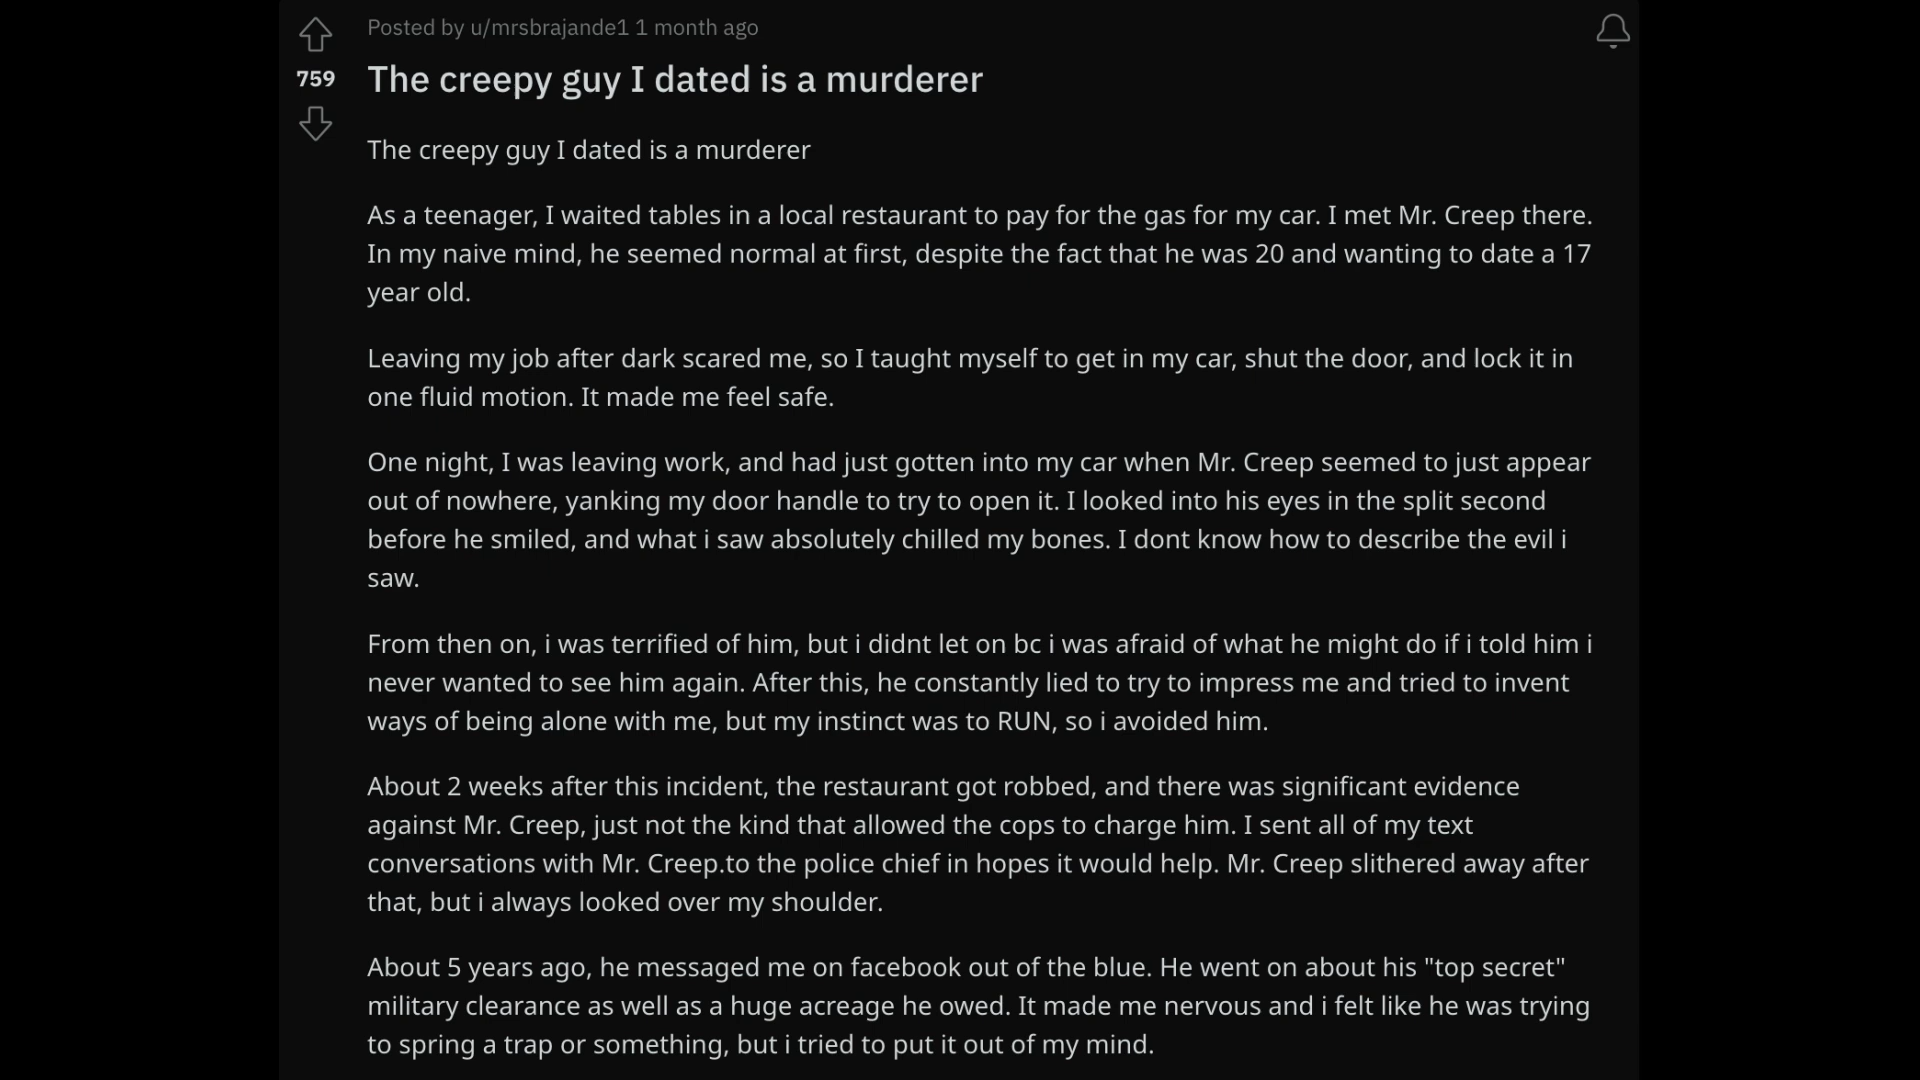 Posted by u/mrsbrajande1 1 month ago
759
The creepy guy I dated is a murderer
The creepy guy I dated is a murderer
As a teenager, I waited tables in a local restaurant to pay for the gas for my car. I met Mr. Creep there.
In my naive mind, he seemed normal at first, despite the fact that he was 20 and wanting to date a 17
year old.
Leaving my job after dark scared me, so I taught myself to get in my car, shut the door, and lock it in
one fluid motion. It made me feel safe.
One night, I was leaving work, and had just gotten into my car when Mr. Creep seemed to just appear
out of nowhere, yanking my door handle to try to open it. I looked into his eyes in the split second
before he smiled, and what i saw absolutely chilled my bones. I dont know how to describe the evil i
saw.
From then on, i was terrified of him, but i didnt let on bc i was afraid of what he might do if i told him i
never wanted to see him again. After this, he constantly lied to try to impress me and tried to invent
ways of being alone with me, but my instinct was to RUN, so i avoided him.
About 2 weeks after this incident, the restaurant got robbed, and there was significant evidence
against Mr. Creep, just not the kind that allowed the cops to charge him. I sent all of my text
conversations with Mr. Creep.to the police chief in hopes it would help. Mr. Creep slithered away after
that, but i always looked over my shoulder.
About 5 years ago, he messaged me on facebook out of the blue. He went on about his "top secret"
military clearance as well as a huge acreage he owed. It made me nervous and i felt like he was trying
to spring a trap or something, but i tried to put it out of my mind.